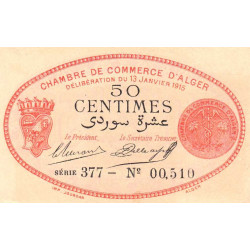 CHAMBRE DE COMMERCE D'ALGER
DÉLIBÉRATION DU 13 JANVIER 1915
50
CENTIMES
عشرة سوردي
Le Président, Le Secrétaire Trésorier,
SÉRIE 377 - Nº 00,510